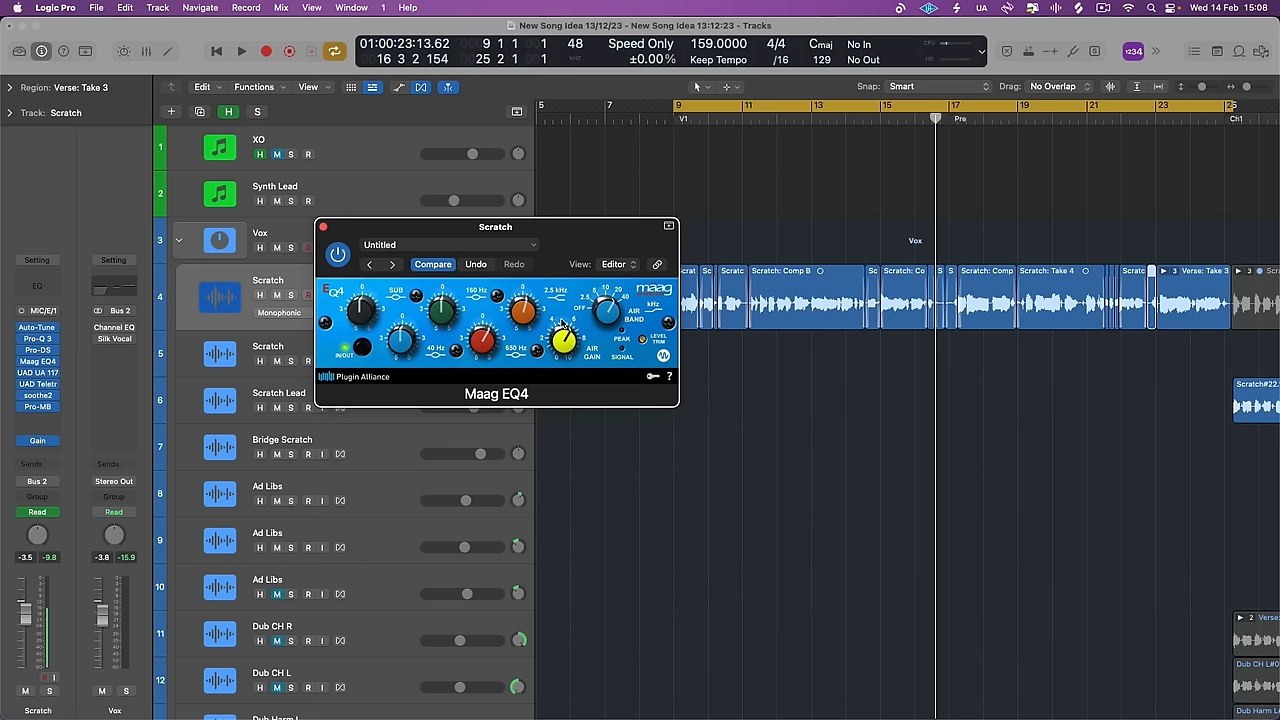 Logic Pro File Edit Track Navigate Record Mix View Window 1 Help UA Wed 14 Feb 15:08
New Song Idea 13/12/23 - New Song Idea 13:12:23 - Tracks
01:00:23:13.62 9 1 1 1 48 Speed Only 159.0000 4/4 Cmaj No In CPU
16 3 2 154 25 2 1 1 KHZ ±0.00% Keep Tempo /16 129 No Out
1234
Region: Verse: Take 3
Edit Functions View Snap: Smart Drag: No Overlap
Track: Scratch
H S
5 7 9 11 13 15 17 19 21 23 25
V1 Pre Ch1
1 XO
H M S R
2 Synth Lead
H M S R
3 Vox
H M S R
Vox
4 Scratch
H M S R
Monophonic
Scrat Sc Scratc Scratch: Comp B Sc Scratch: Co S S Scratch: Comp Scratch: Take 4 Scratc 3 Verse: Take 3 3 Sc
5 Scratch
H M S
6 Scratch Lead
H M S R
Scratch#22.
7 Bridge Scratch
H M S R I
8 Ad Libs
H M S R I
9 Ad Libs
H M S R I
10 Ad Libs
H M S R I
11 Dub CH R
H M S R I
2 Verse:
12 Dub CH L
H M S R I
Dub CH L#0
Dub Harm L
Dub Harm L
Scratch
Untitled
Compare Undo Redo View: Editor
EQ4 SUB 160 Hz 2.5 kHz maag
kHz
AIR BAND
OFF
IN/OUT 40 Hz 650 Hz AIR GAIN PEAK SIGNAL LEVEL TRIM
Plugin Alliance ?
Maag EQ4
Setting Setting
EQ
MIC/E/1 Bus 2
Auto-Tune Channel EQ
Pro-Q 3 Silk Vocal
Pro-DS
Maag EQ4
UAD UA 117
UAD Teletr
soothe2
Pro-MB
Gain
Sends Sends
Bus 2 Stereo Out
Group Group
Read Read
-3.5 -9.8 -3.8 -15.9
R I
M S M S
Scratch Vox